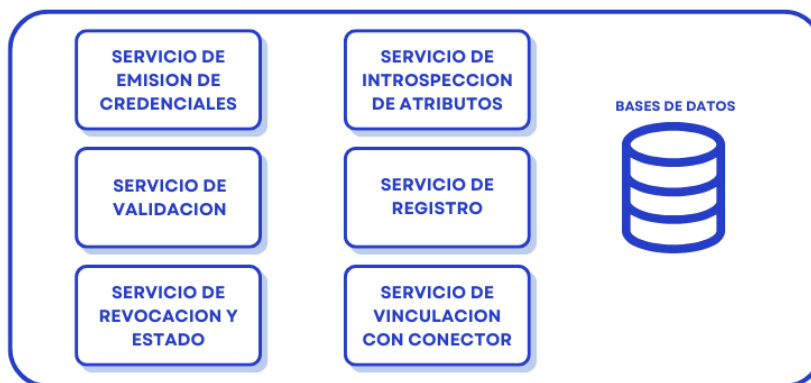 SERVICIO DE
EMISION DE
CREDENCIALES
SERVICIO DE
INTROSPECCION
DE ATRIBUTOS
BASES DE DATOS
SERVICIO DE
VALIDACION
SERVICIO DE
REGISTRO
SERVICIO DE
REVOCACION Y
ESTADO
SERVICIO DE
VINCULACION
CON CONECTOR